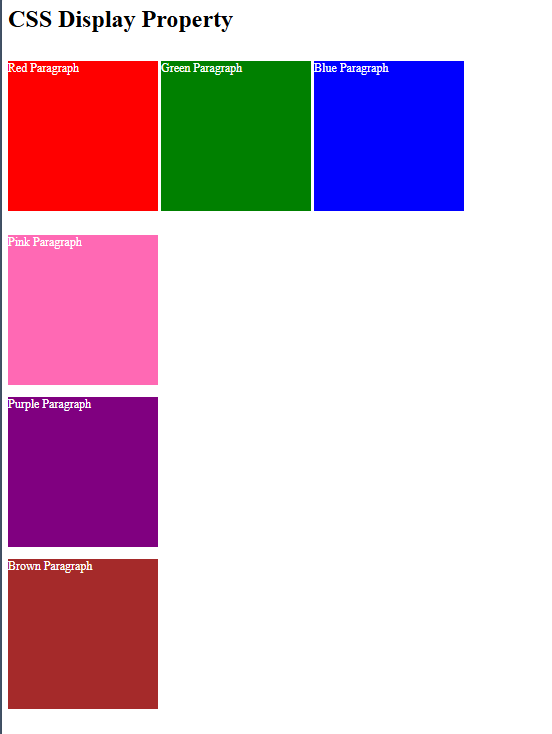 CSS Display Property
Red Paragraph
Green Paragraph
Blue Paragraph
Pink Paragraph
Purple Paragraph
Brown Paragraph